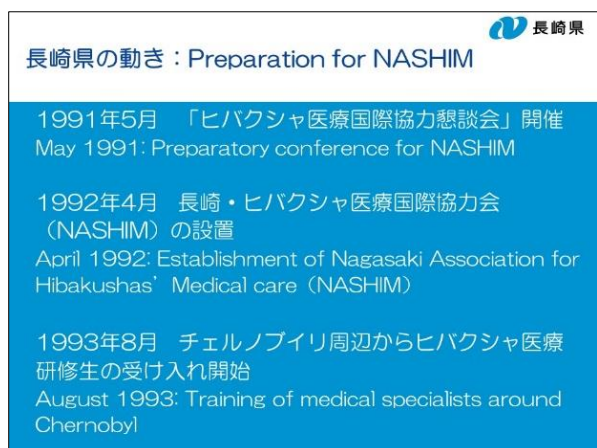 長崎県
長崎県の動き：Preparation for NASHIM
1991年5月　「ヒバクシャ医療国際協力懇談会」開催
May 1991: Preparatory conference for NASHIM
1992年4月　長崎・ヒバクシャ医療国際協力会
（NASHIM）の設置
April 1992: Establishment of Nagasaki Association for
Hibakushas’ Medical care（NASHIM）
1993年8月　チェルノブイリ周辺からヒバクシャ医療
研修生の受け入れ開始
August 1993: Training of medical specialists around
Chernobyl